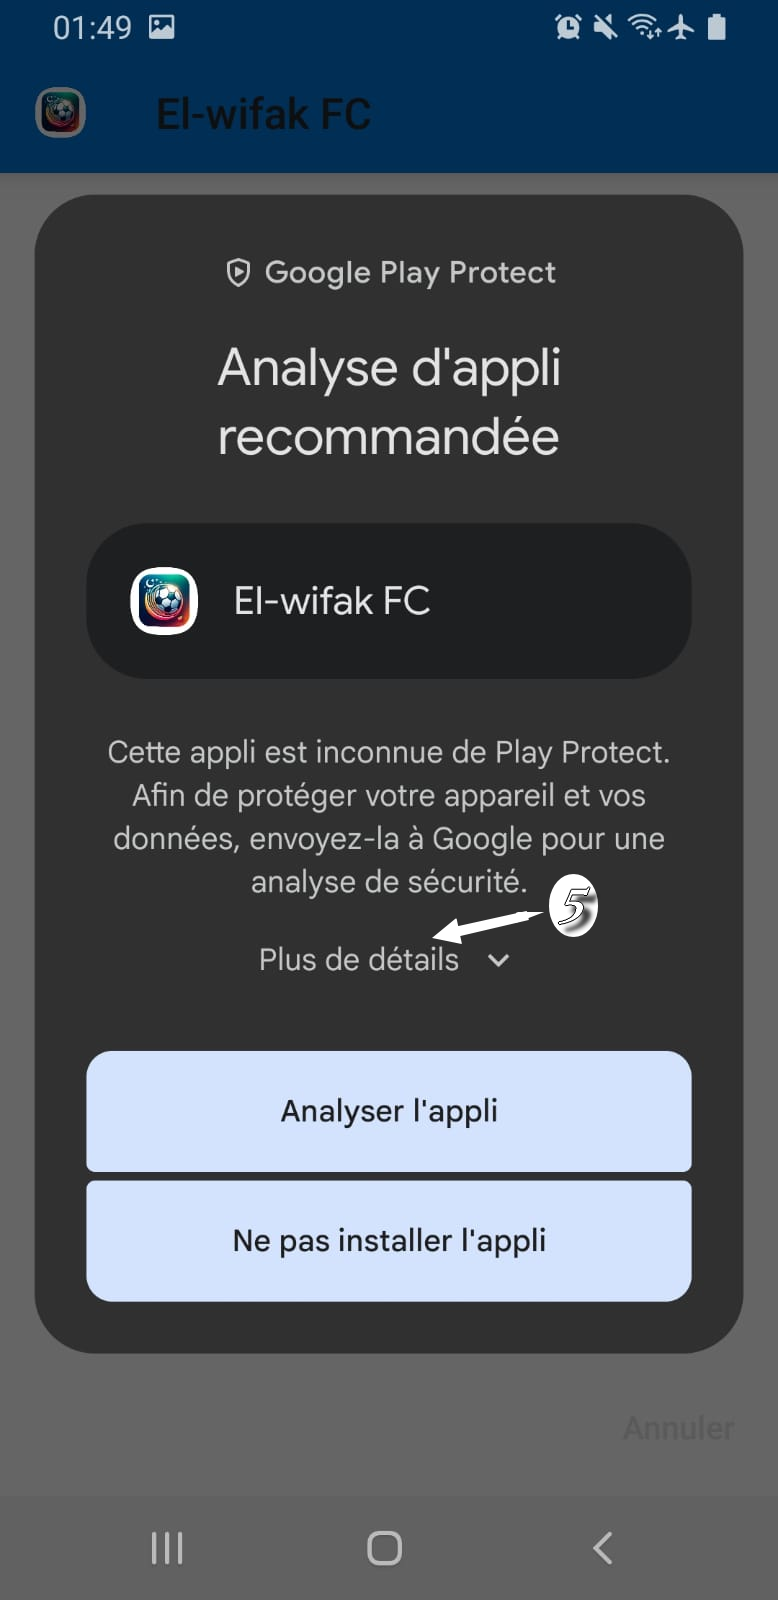 01:49
El-wifak FC
Google Play Protect
Analyse d'appli
recommandée
El-wifak FC
Cette appli est inconnue de Play Protect.
Afin de protéger votre appareil et vos
données, envoyez-la à Google pour une
analyse de sécurité.
5
Plus de détails
Analyser l'appli
Ne pas installer l'appli
Annuler